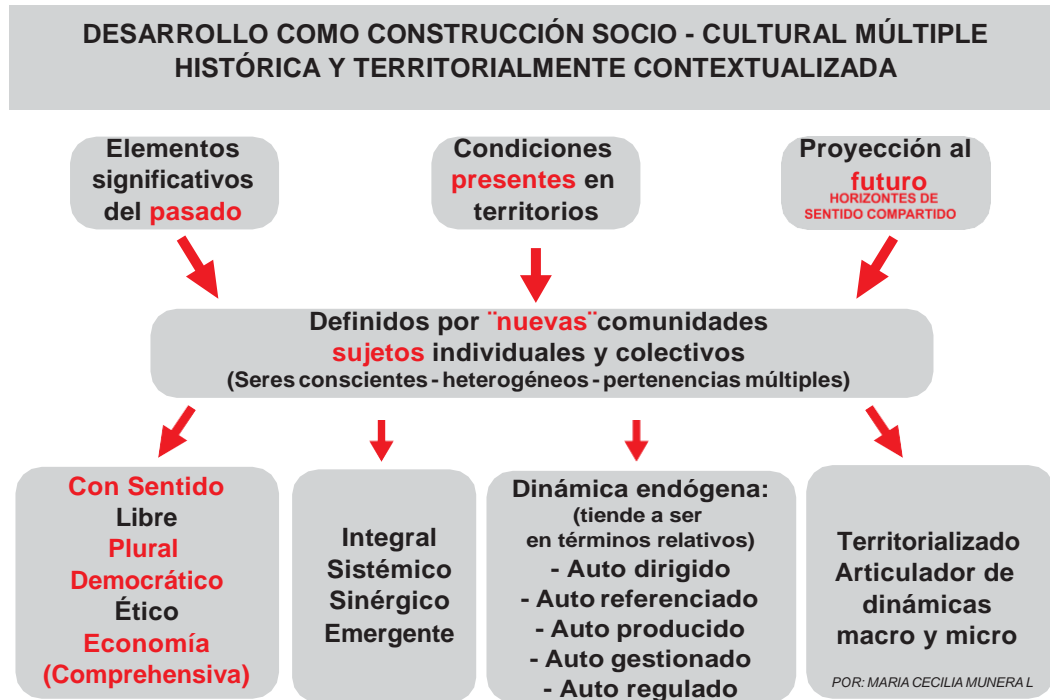 DESARROLLO COMO CONSTRUCCIÓN SOCIO - CULTURAL MÚLTIPLE
HISTÓRICA Y TERRITORIALMENTE CONTEXTUALIZADA
Elementos
significativos
del pasado
Condiciones
presentes en
territorios
Proyección al
futuro
HORIZONTES DE
SENTIDO COMPARTIDO
Definidos por ¨nuevas¨comunidades
sujetos individuales y colectivos
(Seres conscientes - heterogéneos - pertenencias múltiples)
Con Sentido
Libre
Plural
Democrático
Ético
Economía
(Comprehensiva)
Integral
Sistémico
Sinérgico
Emergente
Dinámica endógena:
(tiende a ser
en términos relativos)
- Auto dirigido
- Auto referenciado
- Auto producido
- Auto gestionado
- Auto regulado
Territorializado
Articulador de
dinámicas
macro y micro
POR: MARIA CECILIA MUNERA L